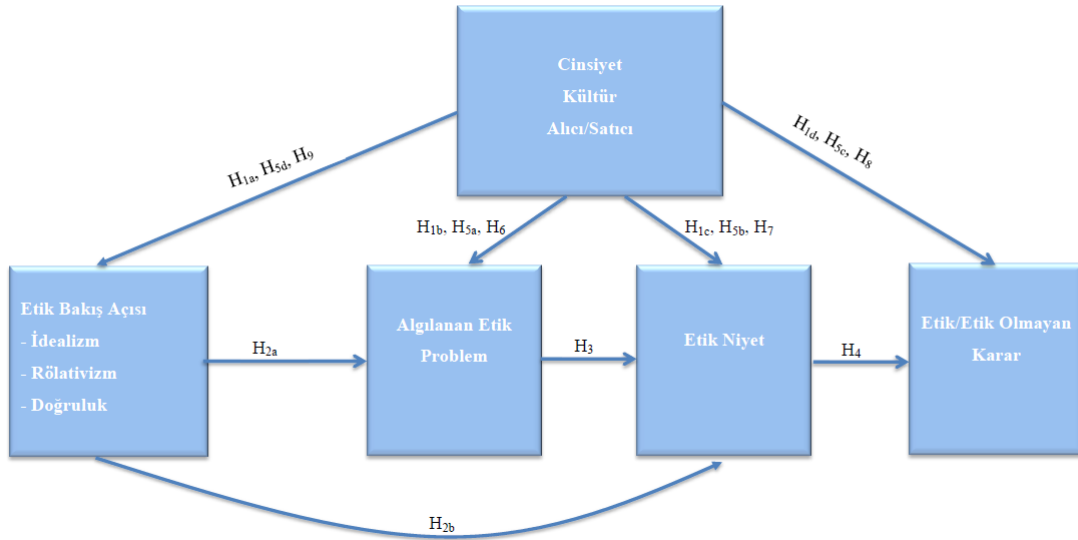 Cinsiyet
Kültür
Alıcı/Satıcı
H1a, H5d, H9
H1b, H5a, H6
H1c, H5b, H7
H1d, H5c, H8
Etik Bakış Açısı
- İdealizm
- Rölativizm
- Doğruluk
H2a
Algılanan Etik
Problem
H3
Etik Niyet
H4
Etik/Etik Olmayan
Karar
H2b